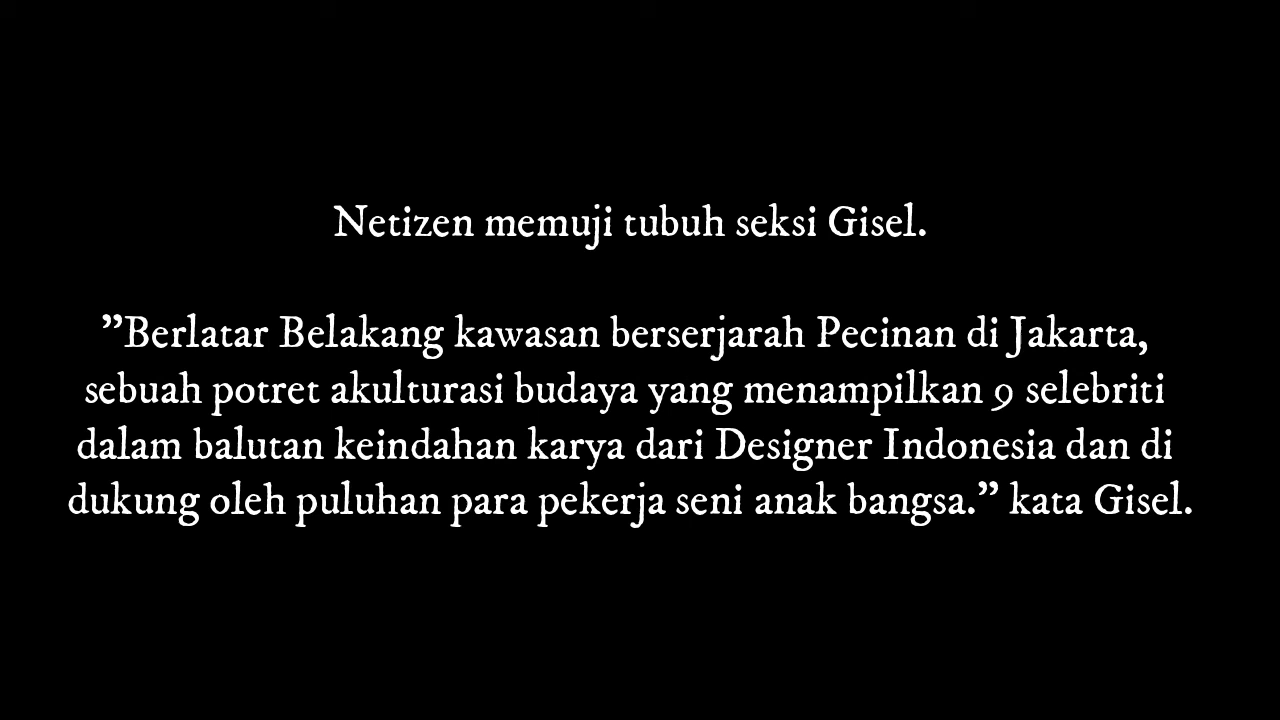 Netizen memuji tubuh seksi Gisel.
”Berlatar Belakang kawasan berserjarah Pecinan di Jakarta,
sebuah potret akulturasi budaya yang menampilkan 9 selebriti
dalam balutan keindahan karya dari Designer Indonesia dan di
dukung oleh puluhan para pekerja seni anak bangsa.” kata Gisel.